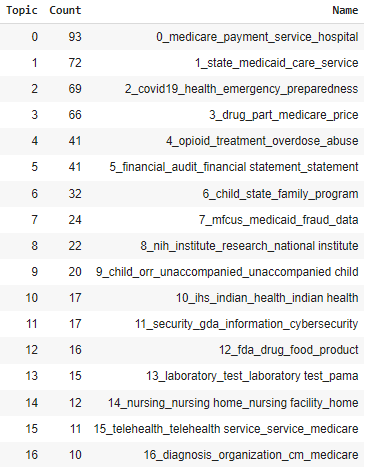 Topic Count Name
0 93 0_medicare_payment_service_hospital
1 72 1_state_medicaid_care_service
2 69 2_covid19_health_emergency_preparedness
3 66 3_drug_part_medicare_price
4 41 4_opioid_treatment_overdose_abuse
5 41 5_financial_audit_financial statement_statement
6 32 6_child_state_family_program
7 24 7_mfcus_medicaid_fraud_data
8 22 8_nih_institute_research_national institute
9 20 9_child_orr_unaccompanied_unaccompanied child
10 17 10_ihs_indian_health_indian health
11 17 11_security_gda_information_cybersecurity
12 16 12_fda_drug_food_product
13 15 13_laboratory_test_laboratory test_pama
14 12 14_nursing_nursing home_nursing facility_home
15 11 15_telehealth_telehealth service_service_medicare
16 10 16_diagnosis_organization_cm_medicare